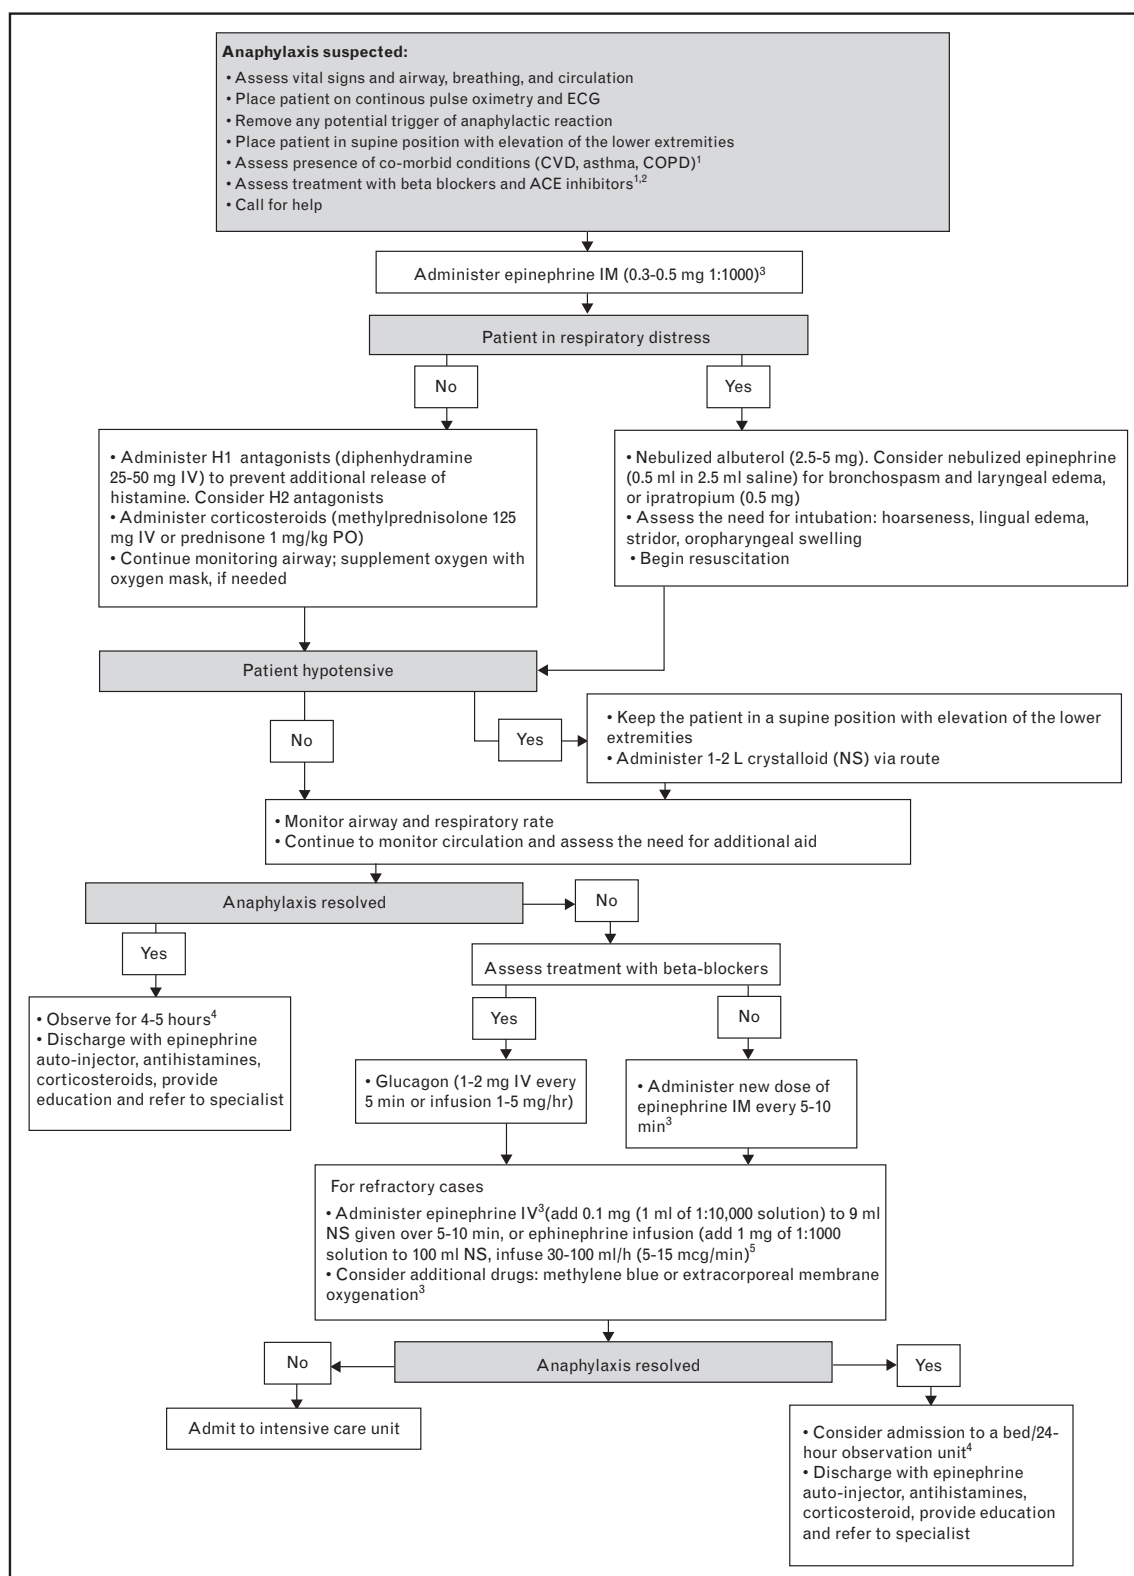 Anaphylaxis suspected:
• Assess vital signs and airway, breathing, and circulation
• Place patient on continous pulse oximetry and ECG
• Remove any potential trigger of anaphylactic reaction
• Place patient in supine position with elevation of the lower extremities
• Assess presence of co-morbid conditions (CVD, asthma, COPD)¹
• Assess treatment with beta blockers and ACE inhibitors¹,²
• Call for help
Administer epinephrine IM (0.3-0.5 mg 1:1000)³
Patient in respiratory distress
No
Yes
• Administer H1 antagonists (diphenhydramine
25-50 mg IV) to prevent additional release of
histamine. Consider H2 antagonists
• Administer corticosteroids (methylprednisolone 125
mg IV or prednisone 1 mg/kg PO)
• Continue monitoring airway; supplement oxygen with
oxygen mask, if needed
• Nebulized albuterol (2.5-5 mg). Consider nebulized epinephrine
(0.5 ml in 2.5 ml saline) for bronchospasm and laryngeal edema,
or ipratropium (0.5 mg)
• Assess the need for intubation: hoarseness, lingual edema,
stridor, oropharyngeal swelling
• Begin resuscitation
Patient hypotensive
No
Yes
• Keep the patient in a supine position with elevation of the lower
extremities
• Administer 1-2 L crystalloid (NS) via route
• Monitor airway and respiratory rate
• Continue to monitor circulation and assess the need for additional aid
Anaphylaxis resolved
No
Yes
Assess treatment with beta-blockers
• Observe for 4-5 hours⁴
• Discharge with epinephrine
auto-injector, antihistamines,
corticosteroids, provide
education and refer to specialist
Yes
No
• Glucagon (1-2 mg IV every
5 min or infusion 1-5 mg/hr)
• Administer new dose of
epinephrine IM every 5-10
min³
For refractory cases
• Administer epinephrine IV³(add 0.1 mg (1 ml of 1:10,000 solution) to 9 ml
NS given over 5-10 min, or ephinephrine infusion (add 1 mg of 1:1000
solution to 100 ml NS, infuse 30-100 ml/h (5-15 mcg/min)⁵
• Consider additional drugs: methylene blue or extracorporeal membrane
oxygenation³
No
Anaphylaxis resolved
Yes
Admit to intensive care unit
• Consider admission to a bed/24-
hour observation unit⁴
• Discharge with epinephrine
auto-injector, antihistamines,
corticosteroid, provide education
and refer to specialist